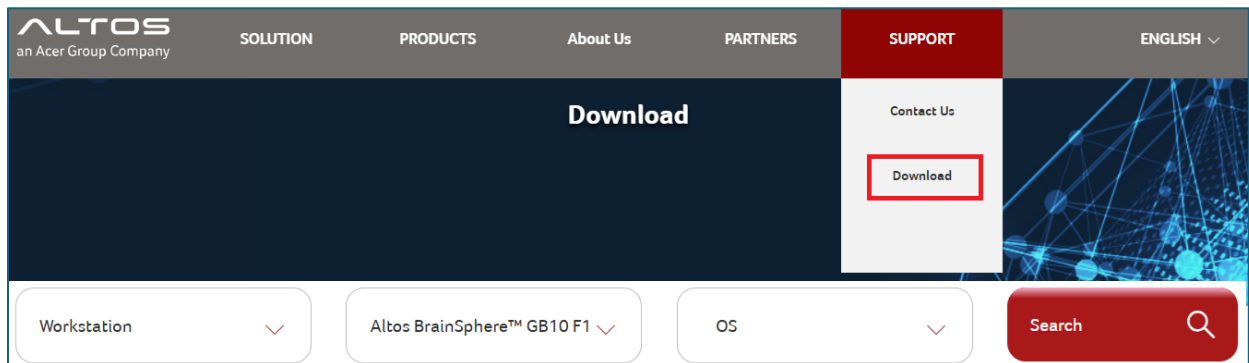 ALTOS
an Acer Group Company
SOLUTION
PRODUCTS
About Us
PARTNERS
SUPPORT
ENGLISH
Download
Contact Us
Download
Workstation
Altos BrainSphere™ GB10 F1
OS
Search